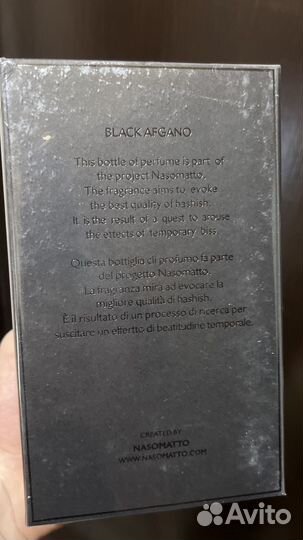 BLACK AFGANO
This bottle of perfume is part of
the project Nasomatto.
The fragrance aims to evoke
the best quality of hashish.
It is the result of a quest to arouse
the effects of temporary bliss.
Questa bottiglia cli profumo fa parte
del progetto Nasomatto.
La fragranza mira ad evocare la
migliore qualità di hashish.
È il risultato di un processo di ricerca per
suscitare un effertto di beatitudine temporale.
CREATED BY
NASOMATTO
WWW.NASOMATTO.COM
Avito